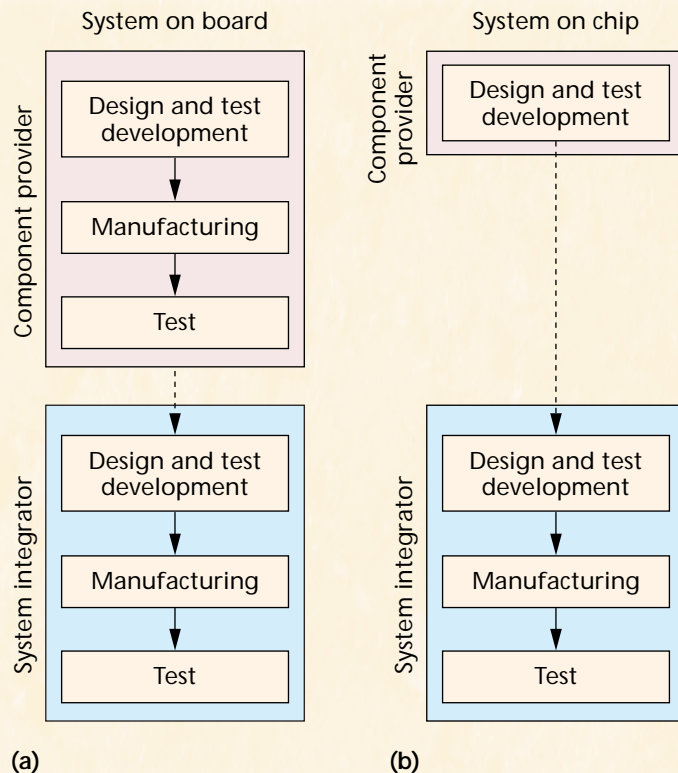 System on board
Component provider
Design and test
development
Manufacturing
Test
System integrator
Design and test
development
Manufacturing
Test
(a)
System on chip
Component
provider
Design and test
development
System integrator
Design and test
development
Manufacturing
Test
(b)